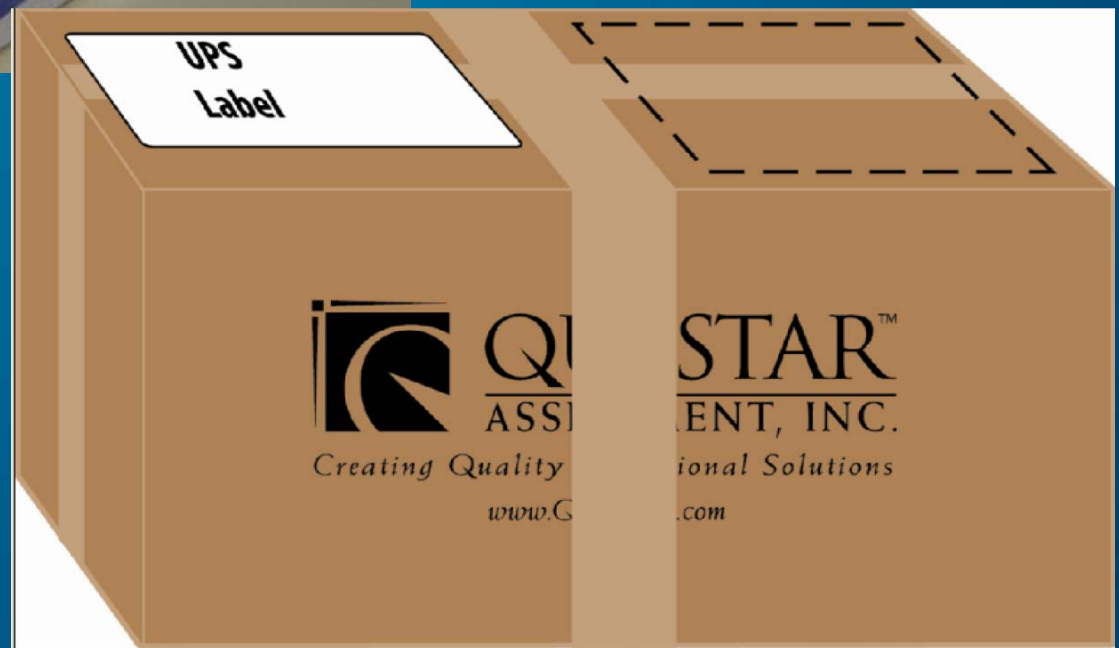 UPS
Label
QU STAR™
ASS ENT, INC.
Creating Quality ional Solutions
www.Q .com